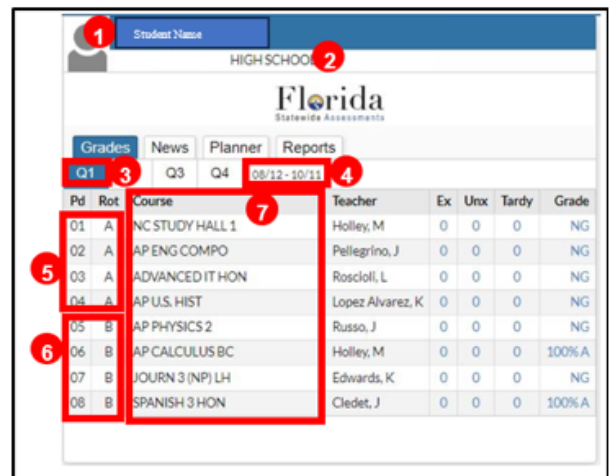 1 Student Name
HIGH SCHOOL 2
Florida
Statewide Assessments
Grades News Planner Reports
Q1 3 Q3 Q4 08/12 - 10/11 4
7
Pd Rot Course Teacher Ex Unx Tardy Grade
01 A NC STUDY HALL 1 Holley, M 0 0 0 NG
02 A AP ENG COMPO Pellegrino, J 0 0 0 NG
5
03 A ADVANCED IT HON Roscioli, L 0 0 0 NG
04 A AP U.S. HIST Lopez Alvarez, K 0 0 0 NG
05 B AP PHYSICS 2 Russo, J 0 0 0 NG
6
06 B AP CALCULUS BC Holley, M 0 0 0 100% A
07 B JOURN 3 (NP) LH Edwards, K 0 0 0 NG
08 B SPANISH 3 HON Cledet, J 0 0 0 100% A